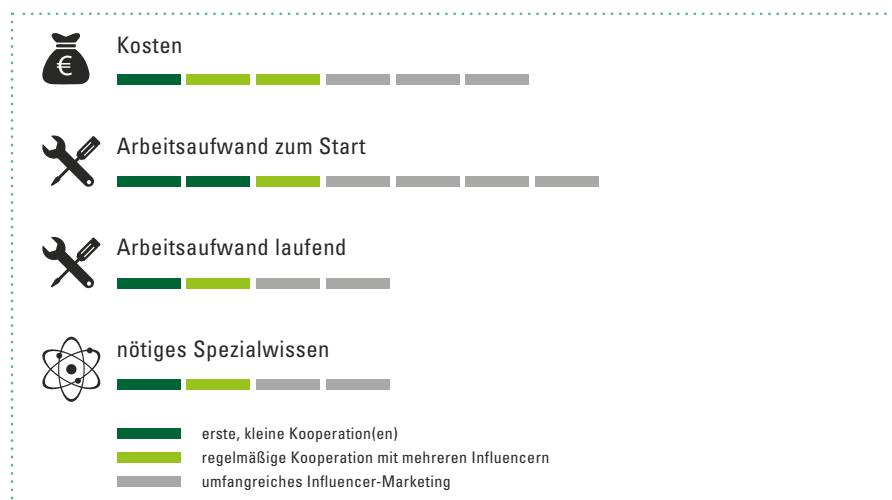 €
Kosten
Arbeitsaufwand zum Start
Arbeitsaufwand laufend
nötiges Spezialwissen
erste, kleine Kooperation(en)
regelmäßige Kooperation mit mehreren Influencern
umfangreiches Influencer-Marketing